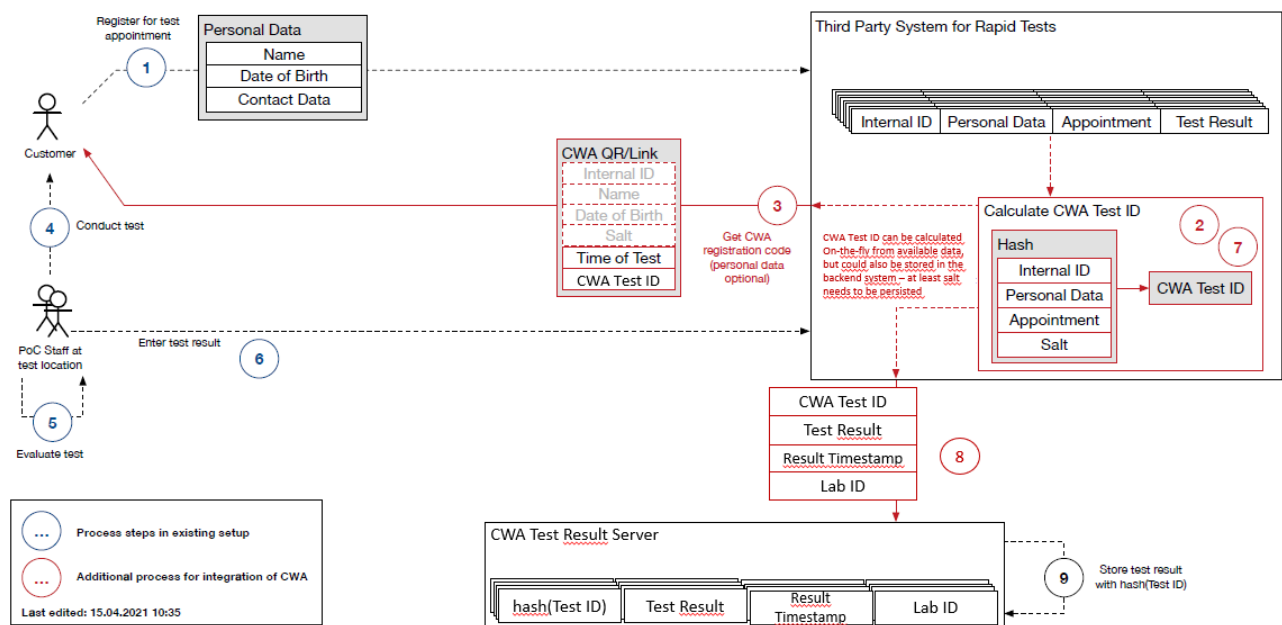 Register for test
appointment
1
Personal Data
Name
Date of Birth
Contact Data
Customer
Third Party System for Rapid Tests
Internal ID
Personal Data
Appointment
Test Result
CWA QR/Link
Internal ID
Name
Date of Birth
Salt
Time of Test
CWA Test ID
3
Get CWA
registration code
(personal data
optional)
CWA Test ID can be calculated
On-the-fly from available data,
but could also be stored in the
backend system – at least salt
needs to be persisted
Calculate CWA Test ID
2
7
Hash
Internal ID
Personal Data
Appointment
Salt
CWA Test ID
4
Conduct test
PoC Staff at
test location
5
Evaluate test
Enter test result
6
CWA Test ID
Test Result
Result Timestamp
Lab ID
8
CWA Test Result Server
hash(Test ID)
Test Result
Result
Timestamp
Lab ID
9
Store test result
with hash(Test ID)
...
Process steps in existing setup
...
Additional process for integration of CWA
Last edited: 15.04.2021 10:35